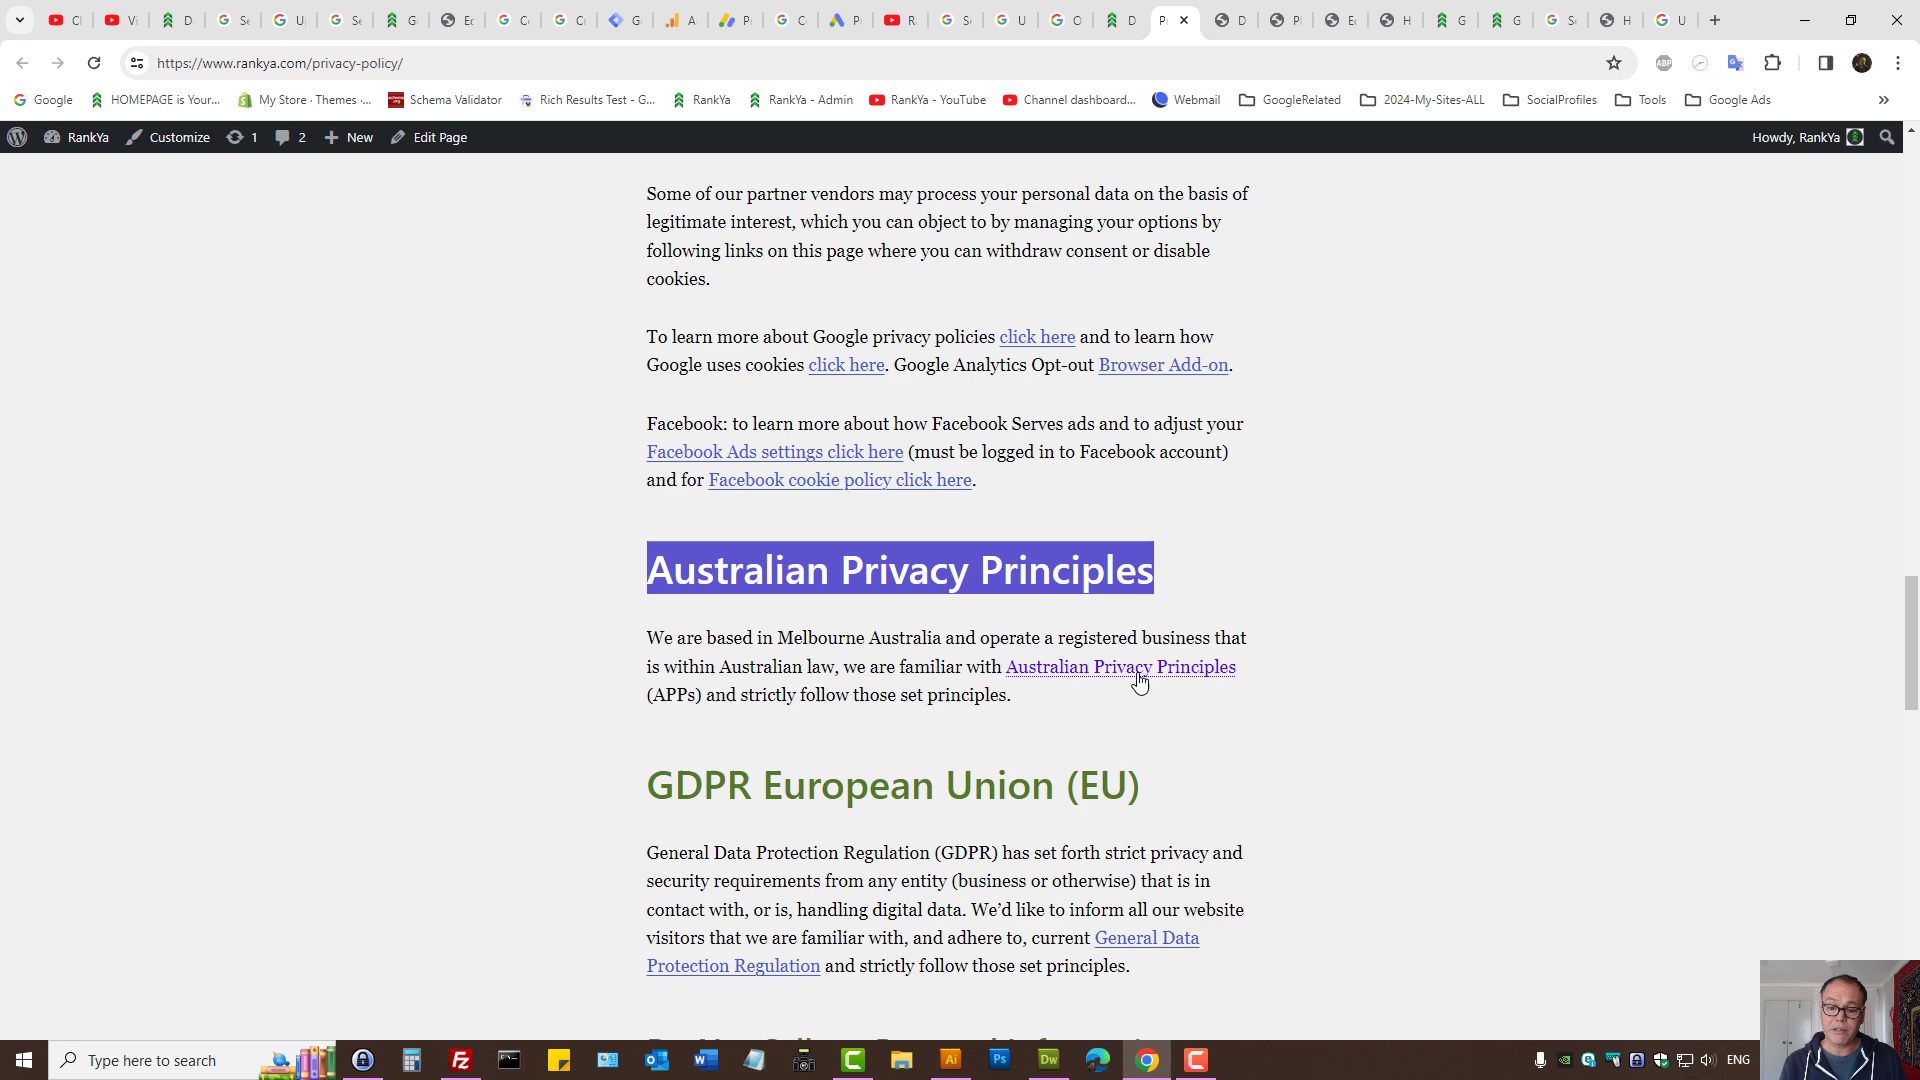 https://www.rankya.com/privacy-policy/
Google
HOMEPAGE is Your...
My Store · Themes ·...
Schema Validator
Rich Results Test - G...
RankYa
RankYa - Admin
RankYa - YouTube
Channel dashboard...
Webmail
GoogleRelated
2024-My-Sites-ALL
SocialProfiles
Tools
Google Ads
RankYa
Customize
1
2
New
Edit Page
Howdy, RankYa
Some of our partner vendors may process your personal data on the basis of
legitimate interest, which you can object to by managing your options by
following links on this page where you can withdraw consent or disable
cookies.
To learn more about Google privacy policies click here and to learn how
Google uses cookies click here. Google Analytics Opt-out Browser Add-on.
Facebook: to learn more about how Facebook Serves ads and to adjust your
Facebook Ads settings click here (must be logged in to Facebook account)
and for Facebook cookie policy click here.
Australian Privacy Principles
We are based in Melbourne Australia and operate a registered business that
is within Australian law, we are familiar with Australian Privacy Principles
(APPs) and strictly follow those set principles.
GDPR European Union (EU)
General Data Protection Regulation (GDPR) has set forth strict privacy and
security requirements from any entity (business or otherwise) that is in
contact with, or is, handling digital data. We'd like to inform all our website
visitors that we are familiar with, and adhere to, current General Data
Protection Regulation and strictly follow those set principles.
Type here to search
ENG